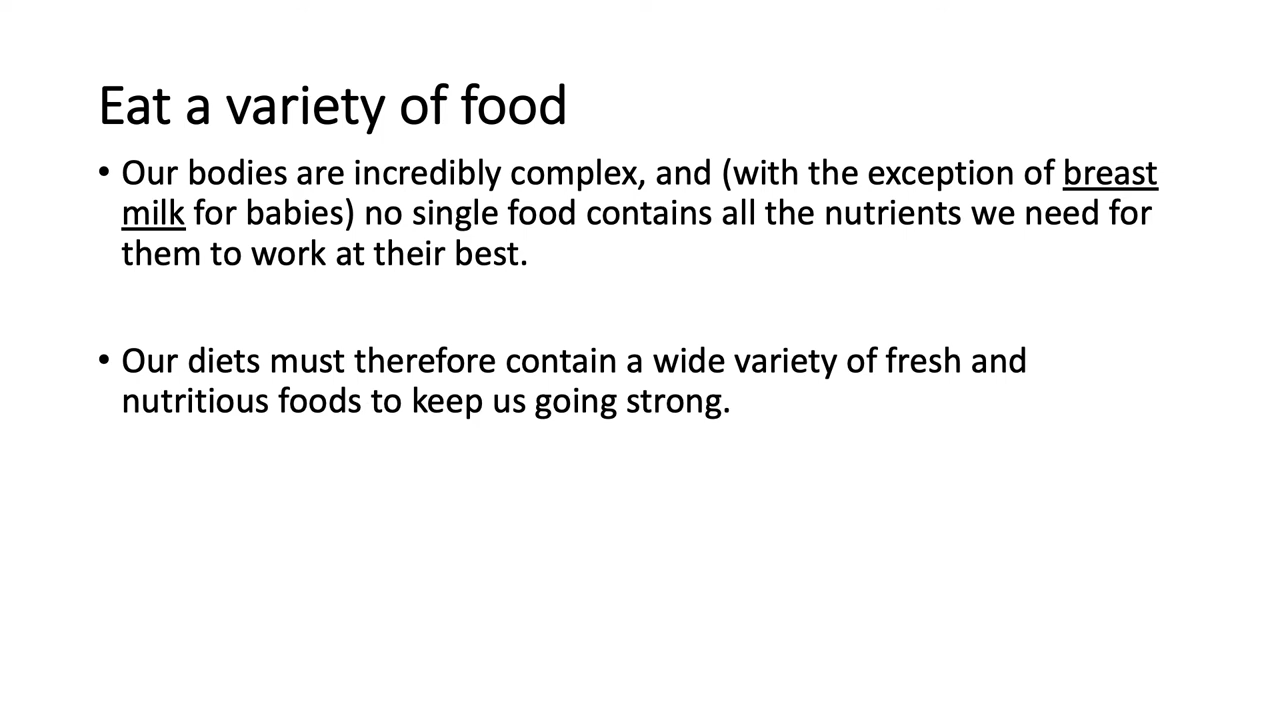 Eat a variety of food
• Our bodies are incredibly complex, and (with the exception of breast
milk for babies) no single food contains all the nutrients we need for
them to work at their best.
• Our diets must therefore contain a wide variety of fresh and
nutritious foods to keep us going strong.